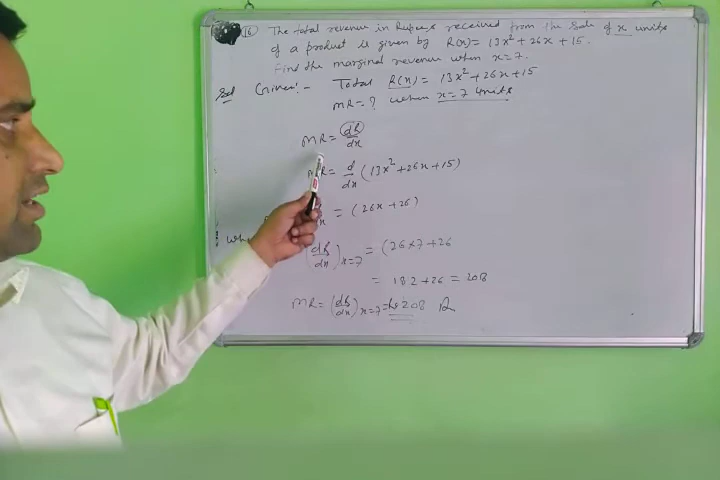 16) The total revenue in Rupees received from the sale of x units
of a product is given by R(x) = 13x² + 26x + 15.
Find the marginal revenue when x = 7.
Sol Given:- Total R(x) = 13x² + 26x + 15
MR = ? when x = 7 units
MR = dR/dx
= d/dx (13x² + 26x + 15)
= (26x + 26)
(dR/dx)x=7 = (26×7 + 26
= 182 + 26 = 208
MR = (dR/dx)x=7 = Rs 208